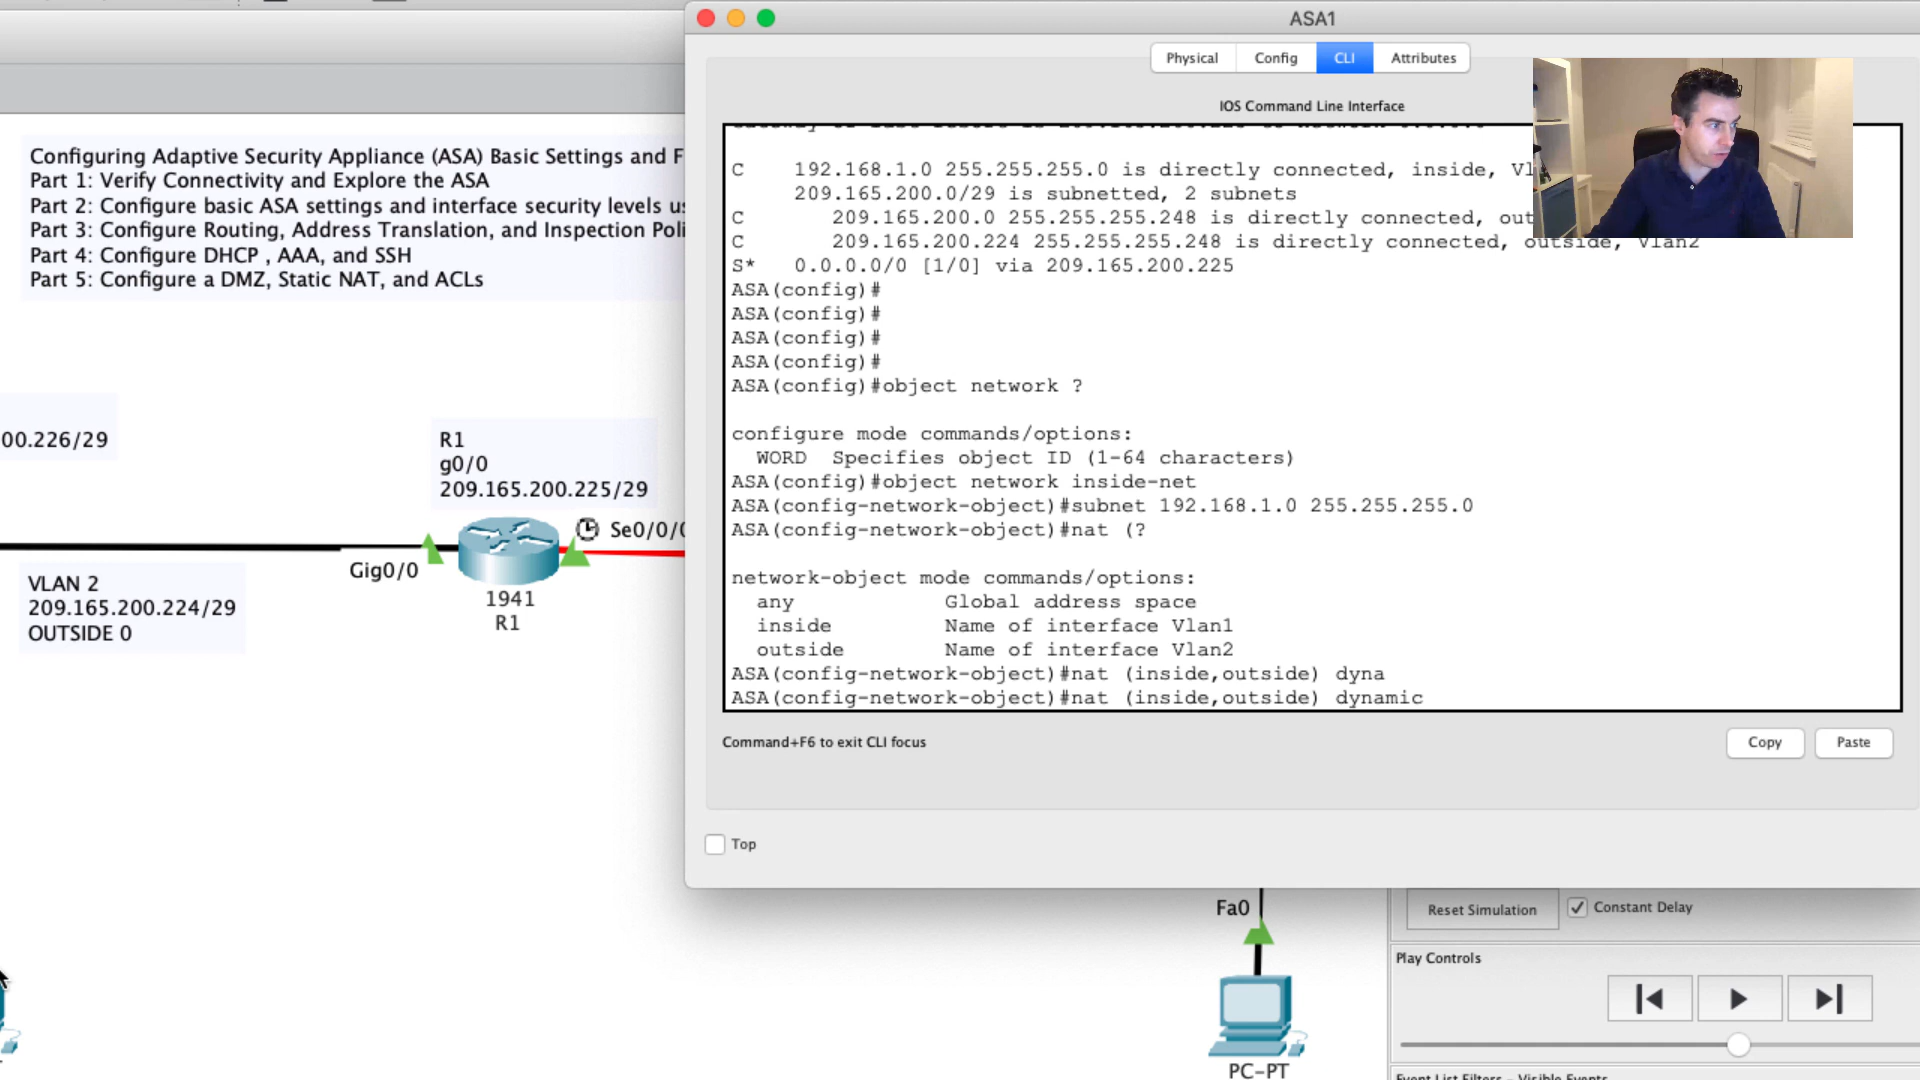 ASA1
Physical
Config
CLI
Attributes
IOS Command Line Interface
C 192.168.1.0 255.255.255.0 is directly connected, inside,
209.165.200.0/29 is subnetted, 2 subnets
C 209.165.200.0 255.255.255.248 is directly connected,
C 209.165.200.224 255.255.255.248 is directly connected, outside, Vlan2
S* 0.0.0.0/0 [1/0] via 209.165.200.225
ASA(config)#
ASA(config)#
ASA(config)#
ASA(config)#
ASA(config)#object network ?
configure mode commands/options:
WORD Specifies object ID (1-64 characters)
ASA(config)#object network inside-net
ASA(config-network-object)#subnet 192.168.1.0 255.255.255.0
ASA(config-network-object)#nat (?
network-object mode commands/options:
any Global address space
inside Name of interface Vlan1
outside Name of interface Vlan2
ASA(config-network-object)#nat (inside,outside) dyna
ASA(config-network-object)#nat (inside,outside) dynamic
Command+F6 to exit CLI focus
Copy
Paste
Top
Configuring Adaptive Security Appliance (ASA) Basic Settings and F
Part 1: Verify Connectivity and Explore the ASA
Part 2: Configure basic ASA settings and interface security levels
Part 3: Configure Routing, Address Translation, and Inspection Poli
Part 4: Configure DHCP , AAA, and SSH
Part 5: Configure a DMZ, Static NAT, and ACLs
00.226/29
R1
g0/0
209.165.200.225/29
Se0/0/0
Gig0/0
1941
R1
VLAN 2
209.165.200.224/29
OUTSIDE 0
Fa0
PC-PT
Reset Simulation
Constant Delay
Play Controls
Event List Filters - Visible Events